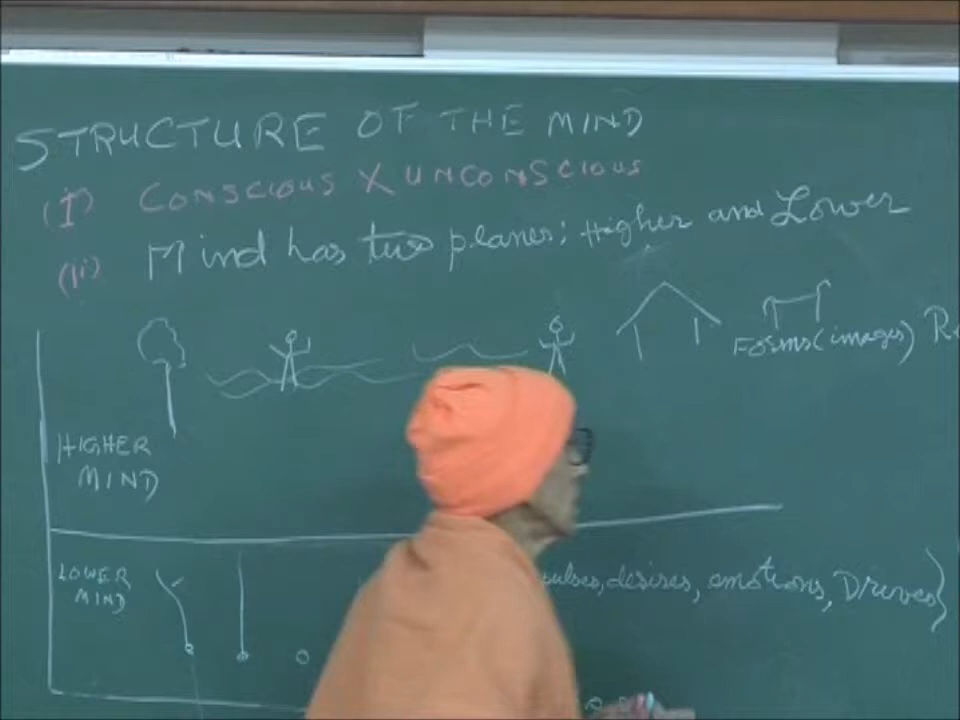 STRUCTURE OF THE MIND
(I) CONSCIOUS X UNCONSCIOUS
(ii) Mind has two planes: Higher and Lower
Forms (images)
HIGHER
MIND
LOWER
MIND
desires, emotions, Drives}